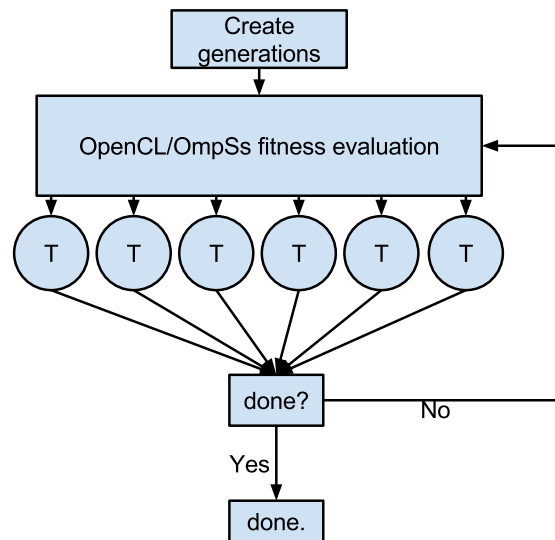 Create
generations
OpenCL/OmpSs fitness evaluation
T T T T T T
done?
No
Yes
done.